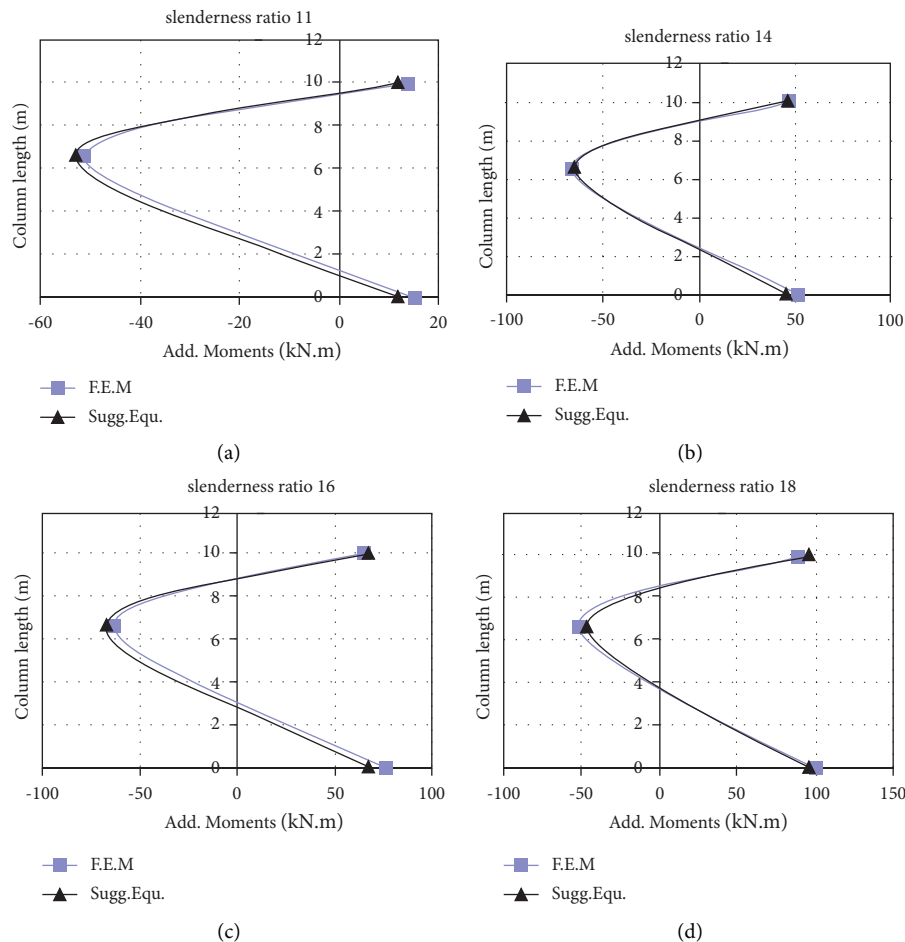 slenderness ratio 11
12
10
8
6
4
2
0
Column length (m)
-60 -40 -20 0 20
Add. Moments (kN.m)
F.E.M
Sugg.Equ.
(a)
slenderness ratio 14
12
10
8
6
4
2
0
Column length (m)
-100 -50 0 50 100
Add. Moments (kN.m)
F.E.M
Sugg.Equ.
(b)
slenderness ratio 16
12
10
8
6
4
2
0
Column length (m)
-100 -50 0 50 100
Add. Moments (kN.m)
F.E.M
Sugg.Equ.
(c)
slenderness ratio 18
12
10
8
6
4
2
0
Column length (m)
-100 -50 0 50 100 150
Add. Moments (kN.m)
F.E.M
Sugg.Equ.
(d)